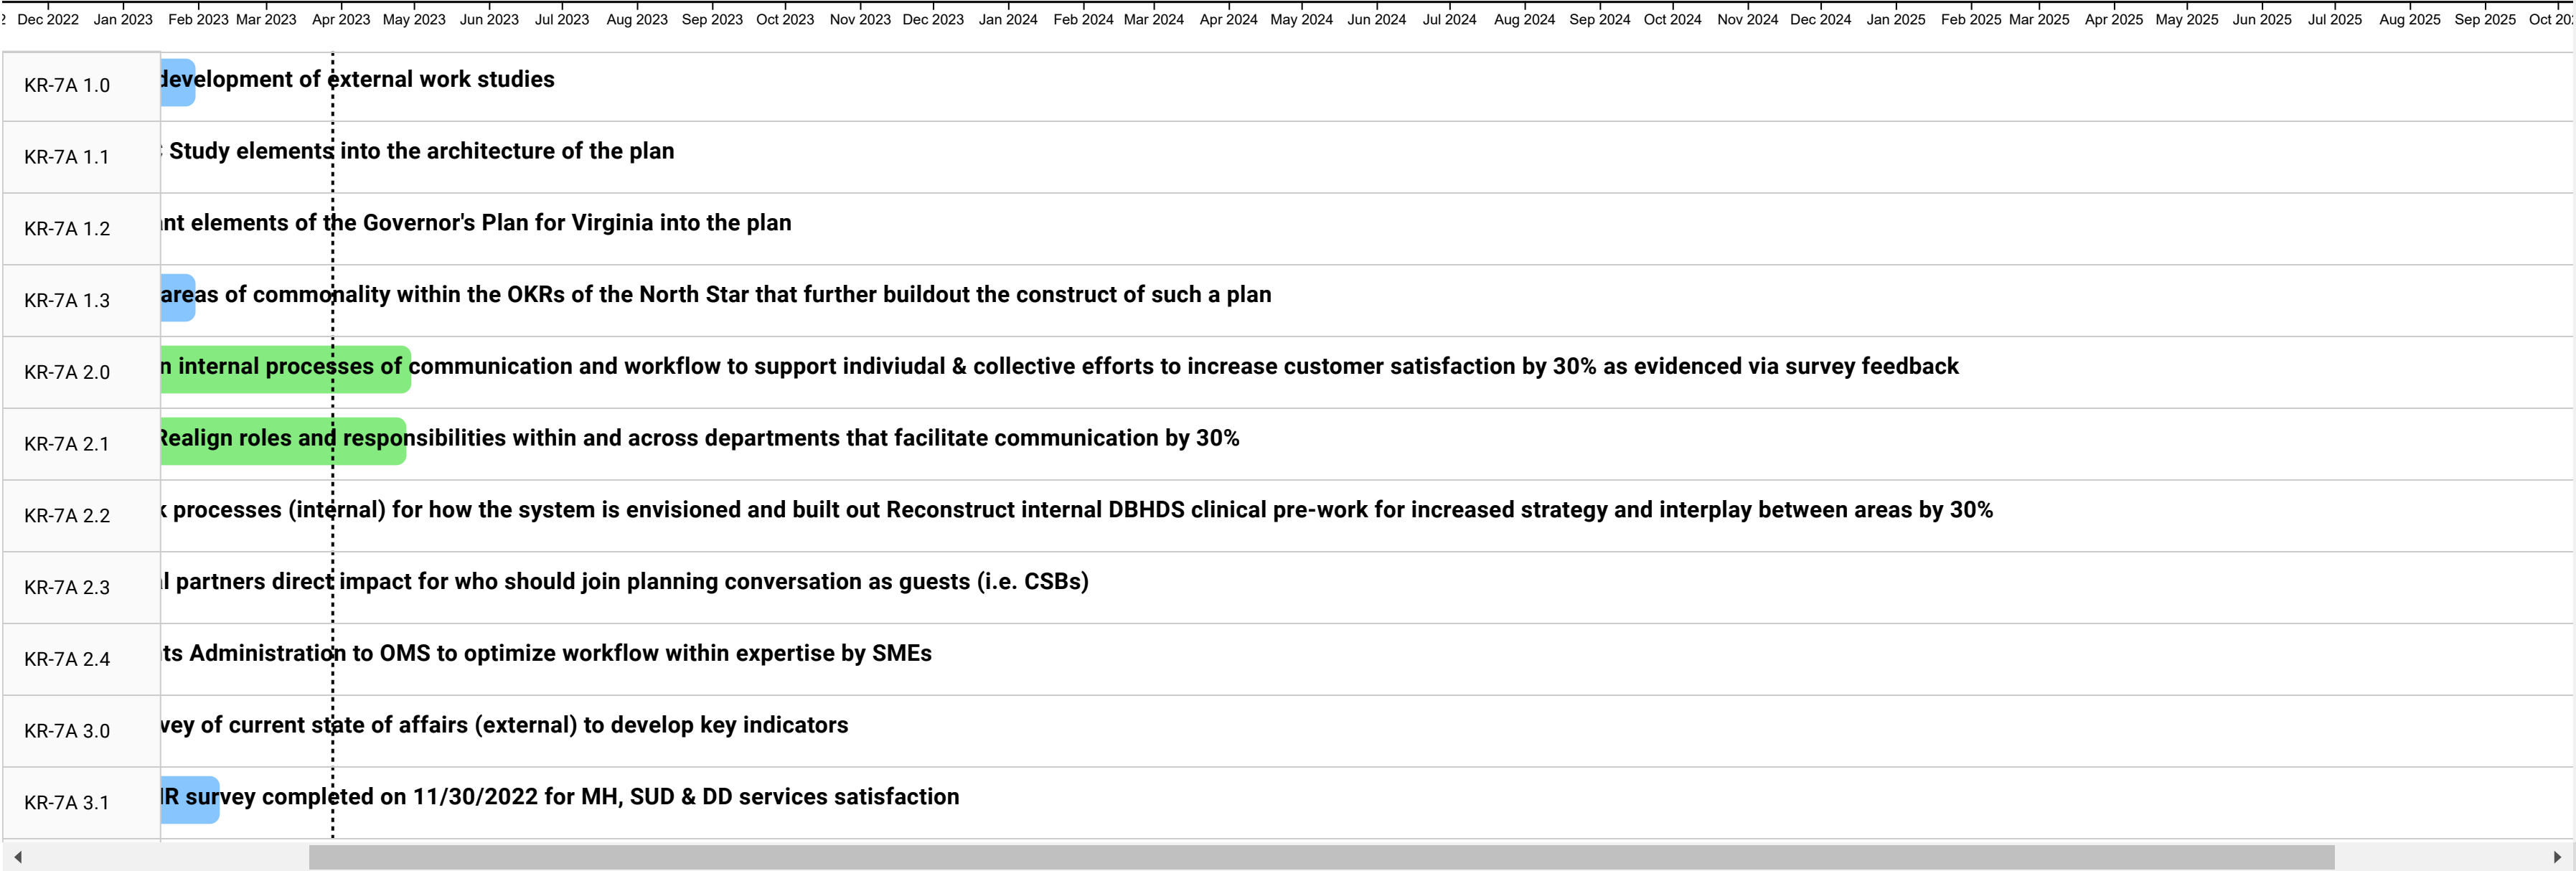 2 Dec 2022 Jan 2023 Feb 2023 Mar 2023 Apr 2023 May 2023 Jun 2023 Jul 2023 Aug 2023 Sep 2023 Oct 2023 Nov 2023 Dec 2023 Jan 2024 Feb 2024 Mar 2024 Apr 2024 May 2024 Jun 2024 Jul 2024 Aug 2024 Sep 2024 Oct 2024 Nov 2024 Dec 2024 Jan 2025 Feb 2025 Mar 2025 Apr 2025 May 2025 Jun 2025 Jul 2025 Aug 2025 Sep 2025 Oct 20
KR-7A 1.0 development of external work studies
KR-7A 1.1 Study elements into the architecture of the plan
KR-7A 1.2 nt elements of the Governor's Plan for Virginia into the plan
KR-7A 1.3 areas of commonality within the OKRs of the North Star that further buildout the construct of such a plan
KR-7A 2.0 n internal processes of communication and workflow to support indiviudal & collective efforts to increase customer satisfaction by 30% as evidenced via survey feedback
KR-7A 2.1 Realign roles and responsibilities within and across departments that facilitate communication by 30%
KR-7A 2.2 k processes (internal) for how the system is envisioned and built out Reconstruct internal DBHDS clinical pre-work for increased strategy and interplay between areas by 30%
KR-7A 2.3 l partners direct impact for who should join planning conversation as guests (i.e. CSBs)
KR-7A 2.4 ts Administration to OMS to optimize workflow within expertise by SMEs
KR-7A 3.0 vey of current state of affairs (external) to develop key indicators
KR-7A 3.1 R survey completed on 11/30/2022 for MH, SUD & DD services satisfaction